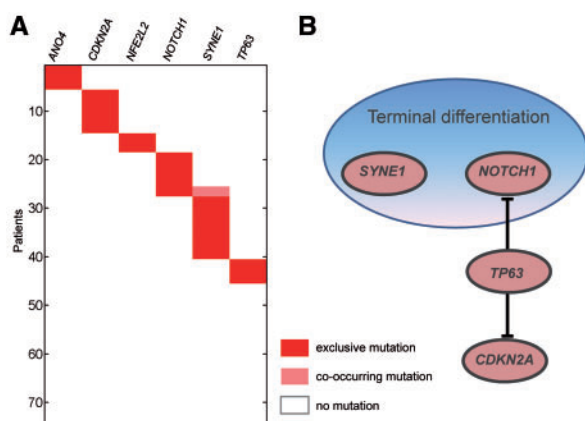 A
B
ANO4
CDKN2A
NFE2L2
NOTCH1
SYNE1
TP63
10
20
30
40
50
60
70
Patients
exclusive mutation
co-occurring mutation
no mutation
Terminal differentiation
SYNE1
NOTCH1
TP63
CDKN2A